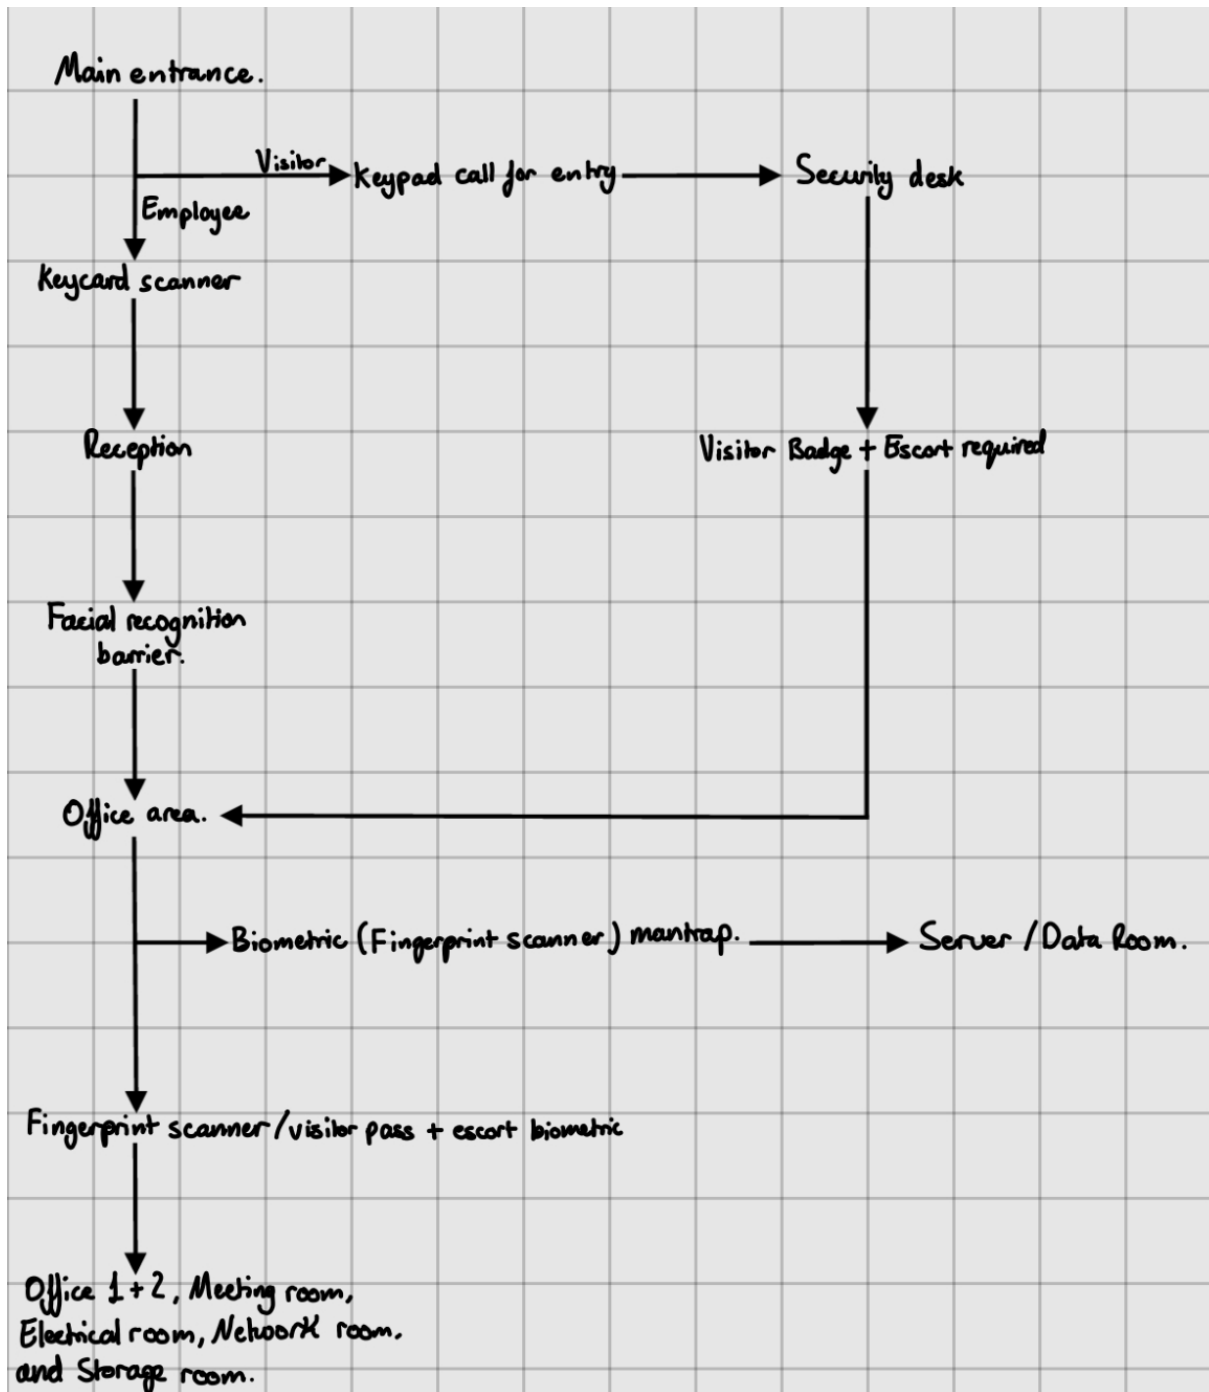 Main entrance.
Visitor
Keypad call for entry
Security desk
Employee
Keycard scanner
Reception
Visitor Badge + Escort required
Facial recognition
barrier.
Office area.
Biometric (Fingerprint scanner) mantrap.
Server / Data Room.
Fingerprint scanner/visitor pass + escort biometric
Office 1 + 2, Meeting room,
Electrical room, Network room.
and Storage room.